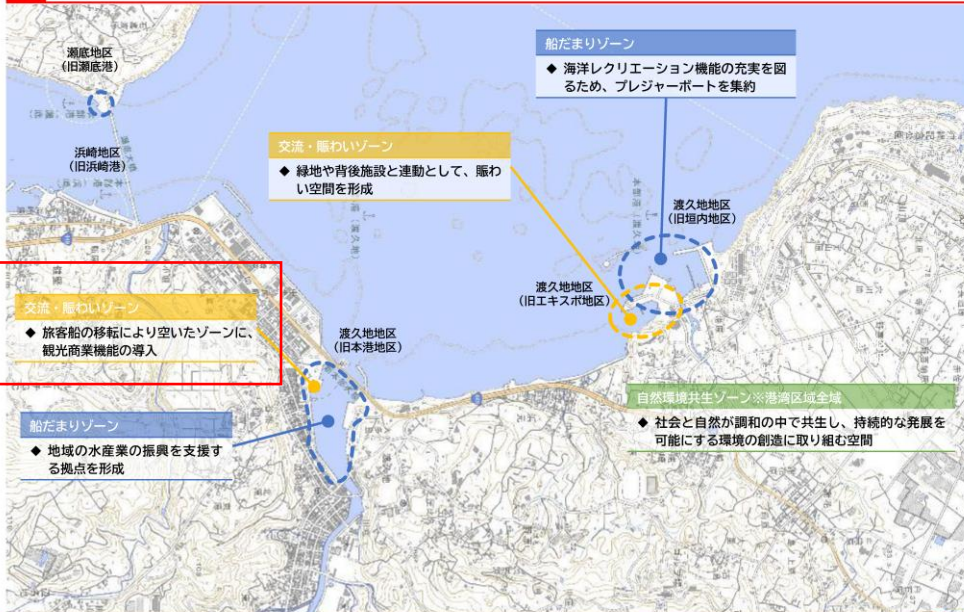 瀬底地区
(旧瀬底港)
浜崎地区
(旧浜崎港)
船だまりゾーン
◆ 海洋レクリエーション機能の充実を図
るため、プレジャーボートを集約
交流・賑わいゾーン
◆ 緑地や背後施設と連動として、賑わ
い空間を形成
渡久地地区
(旧垣内地区)
渡久地地区
(旧エキスポ地区)
交流・賑わいゾーン
◆ 旅客船の移転により空いたゾーンに、
観光商業機能の導入
渡久地地区
(旧本港地区)
自然環境共生ゾーン※港湾区域全域
◆ 社会と自然が調和の中で共生し、持続的な発展を
可能にする環境の創造に取り組む空間
船だまりゾーン
◆ 地域の水産業の振興を支援す
る拠点を形成